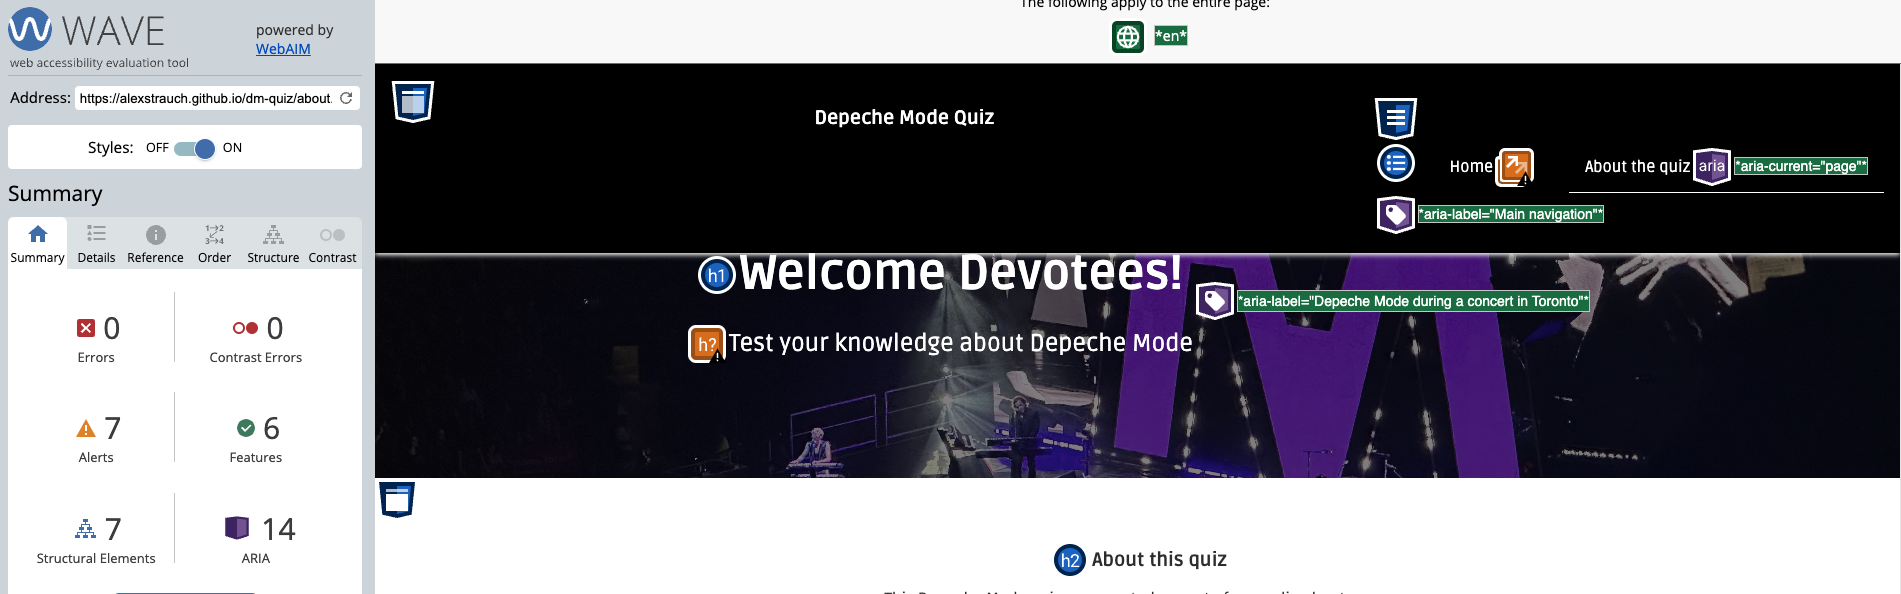 WAVE
powered by
WebAIM
web accessibility evaluation tool
Address: https://alexstrauch.github.io/dm-quiz/about.
Styles: OFF ON
Summary
Summary Details Reference Order Structure Contrast
0 Errors
0 Contrast Errors
7 Alerts
6 Features
7 Structural Elements
14 ARIA
The following apply to the entire page:
*en*
Depeche Mode Quiz
Home
About the quiz aria *aria-current="page"*
*aria-label="Main navigation"*
h1 Welcome Devotees!
*aria-label="Depeche Mode during a concert in Toronto"*
h? Test your knowledge about Depeche Mode
h2 About this quiz